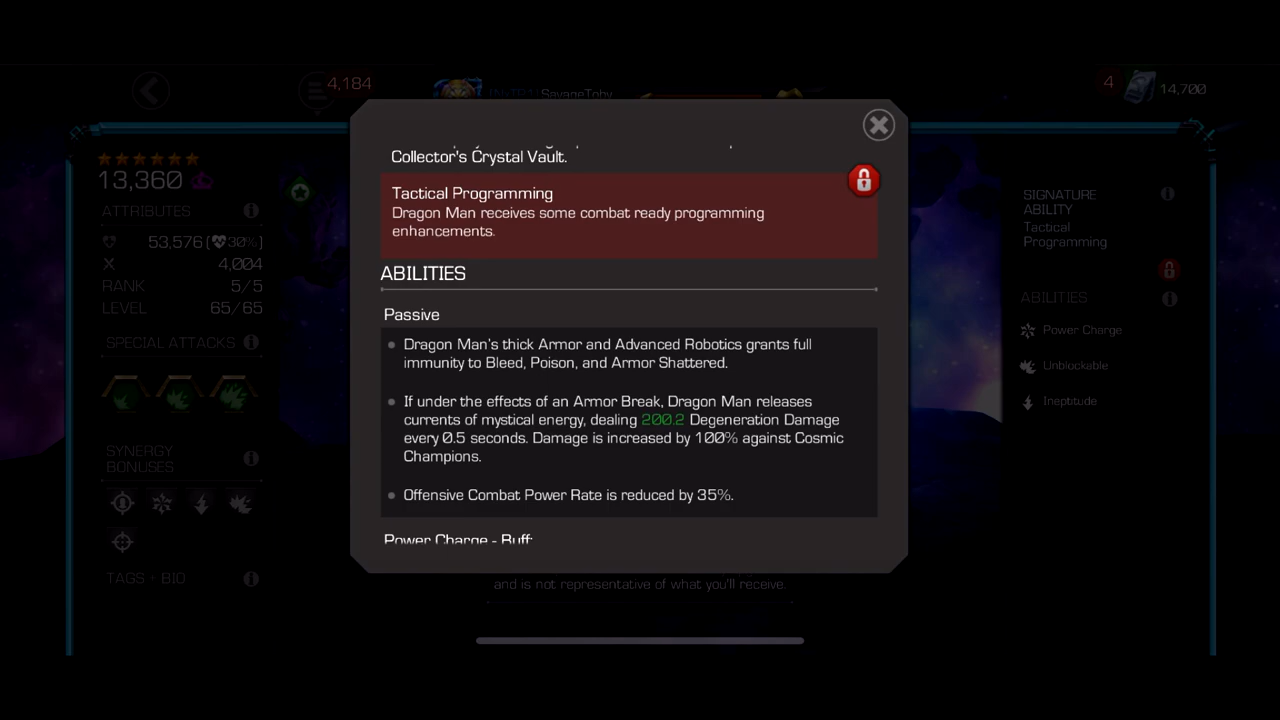 4,184
SavageToby
4
14,700
13,360
ATTRIBUTES
53,576 ( 30%)
4,004
RANK 5/5
LEVEL 65/65
SPECIAL ATTACKS
SYNERGY
BONUSES
TAGS + BIO
Collector's Crystal Vault.
Tactical Programming
Dragon Man receives some combat ready programming
enhancements.
ABILITIES
Passive
Dragon Man's thick Armor and Advanced Robotics grants full
immunity to Bleed, Poison, and Armor Shattered.
If under the effects of an Armor Break, Dragon Man releases
currents of mystical energy, dealing 200.2 Degeneration Damage
every 0.5 seconds. Damage is increased by 100% against Cosmic
Champions.
Offensive Combat Power Rate is reduced by 35%.
Power Charge - Buff:
and is not representative of what you'll receive.
SIGNATURE
ABILITY
Tactical
Programming
ABILITIES
Power Charge
Unblockable
Ineptitude